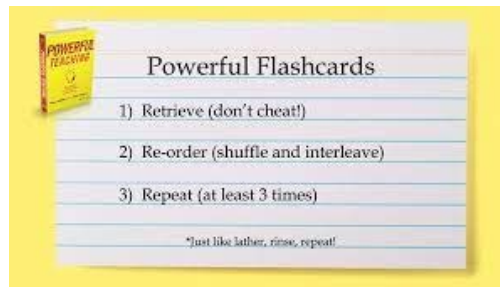 POWERFUL
TEACHING
Powerful Flashcards
1) Retrieve (don't cheat!)
2) Re-order (shuffle and interleave)
3) Repeat (at least 3 times)
*Just like lather, rinse, repeat!